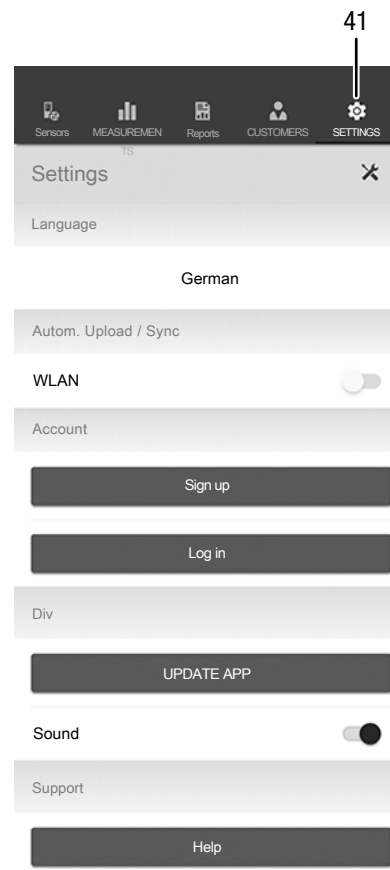 41
Sensors MEASUREMEN Reports CUSTOMERS SETTINGS
TS
Settings
Language
German
Autom. Upload / Sync
WLAN
Account
Sign up
Log in
Div
UPDATE APP
Sound
Support
Help